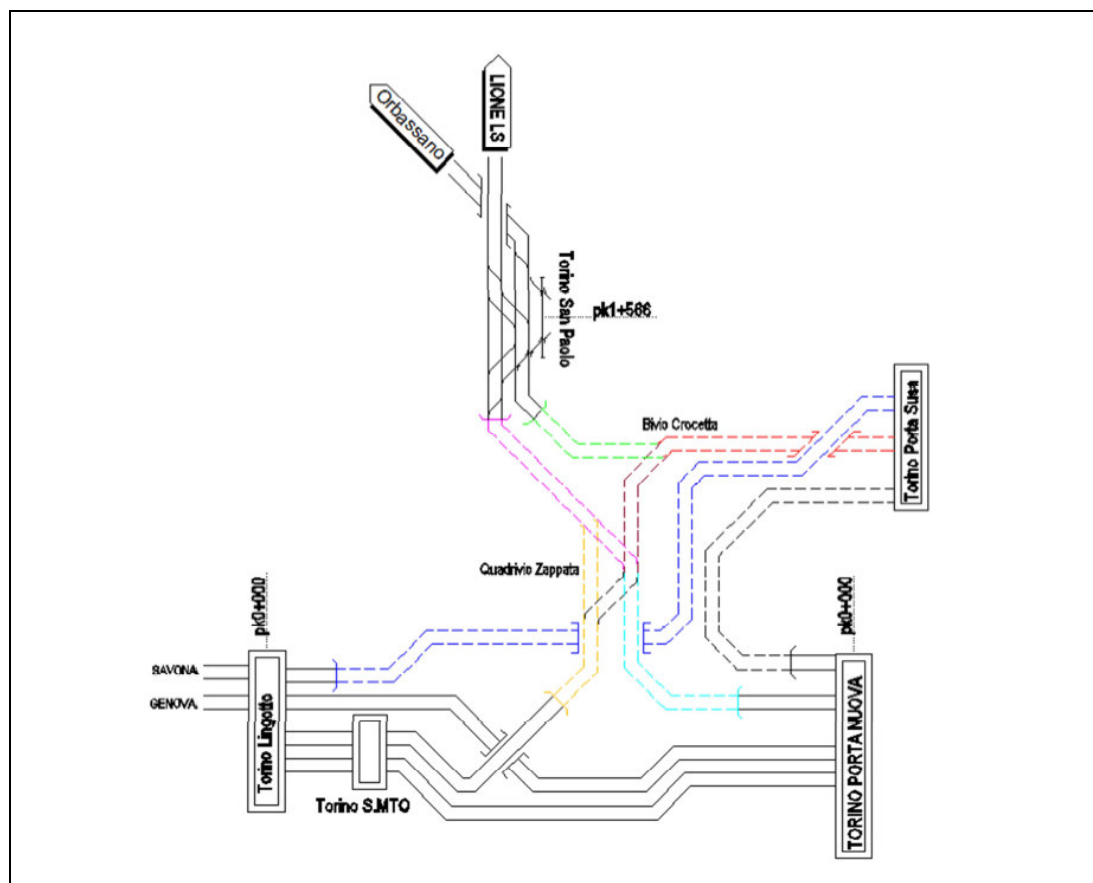 LIONE LS
Orbassano
Torino San Paolo
pk1+566
Bivio Crocetta
Torino Porta Susa
Quadrivio Zappata
pk0+000
pk0+000
SAVONA
GENOVA
Torino Lingotto
Torino S.MTO
TORINO PORTA NUOVA